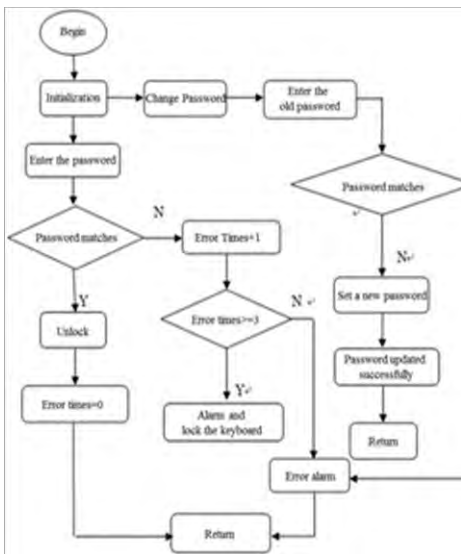 Begin
Initialization
Change Password
Enter the
old password
Enter the password
Password matches
N
Error Times+1
Password matches
Y
Unlock
Error times>=3
N
N
Set a new password
Error times=0
Y
Alarm and
lock the keyboard
Password updated
successfully
Return
Error alarm
Return